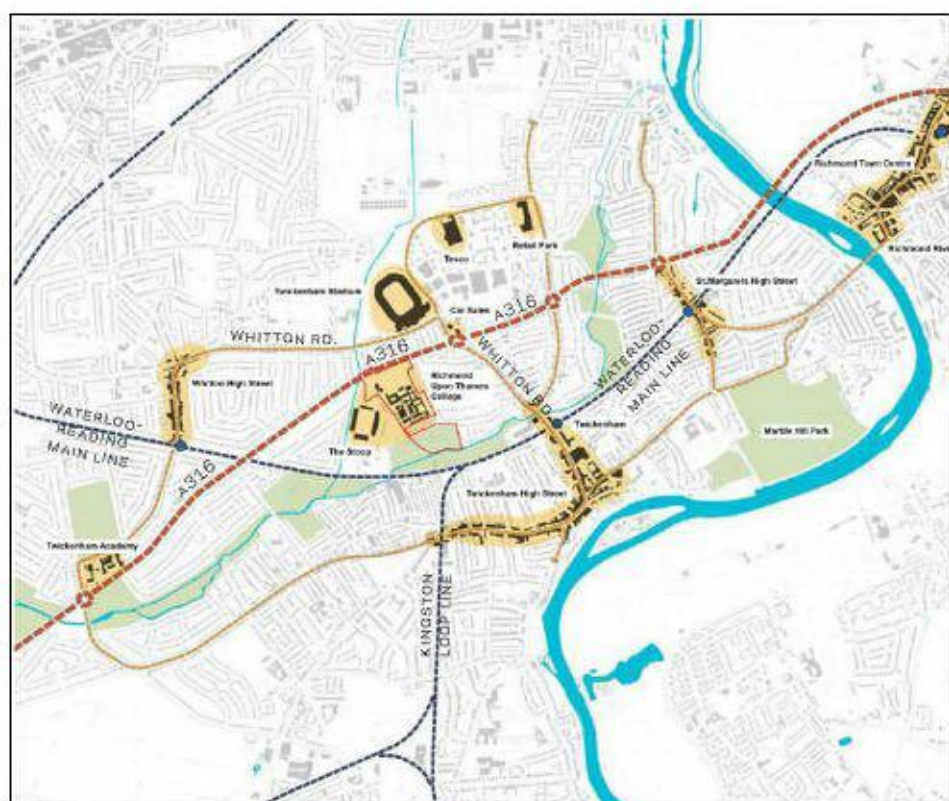 Richmond Town Centre
Tesco
Retail Park
Richmond River
Twickenham Stadium
St.Margarets High Street
Car Sales
A316
WHITTON RD.
A316
WATERLOO-
READING
MAIN LINE
WHITTON RD.
Whitton High Street
Richmond
Upon Thames
College
WATERLOO-
READING
MAIN LINE
Twickenham
Marble Hill Park
The Stoop
A316
Twickenham High Street
Twickenham Academy
KINGSTON
LOOP LINE